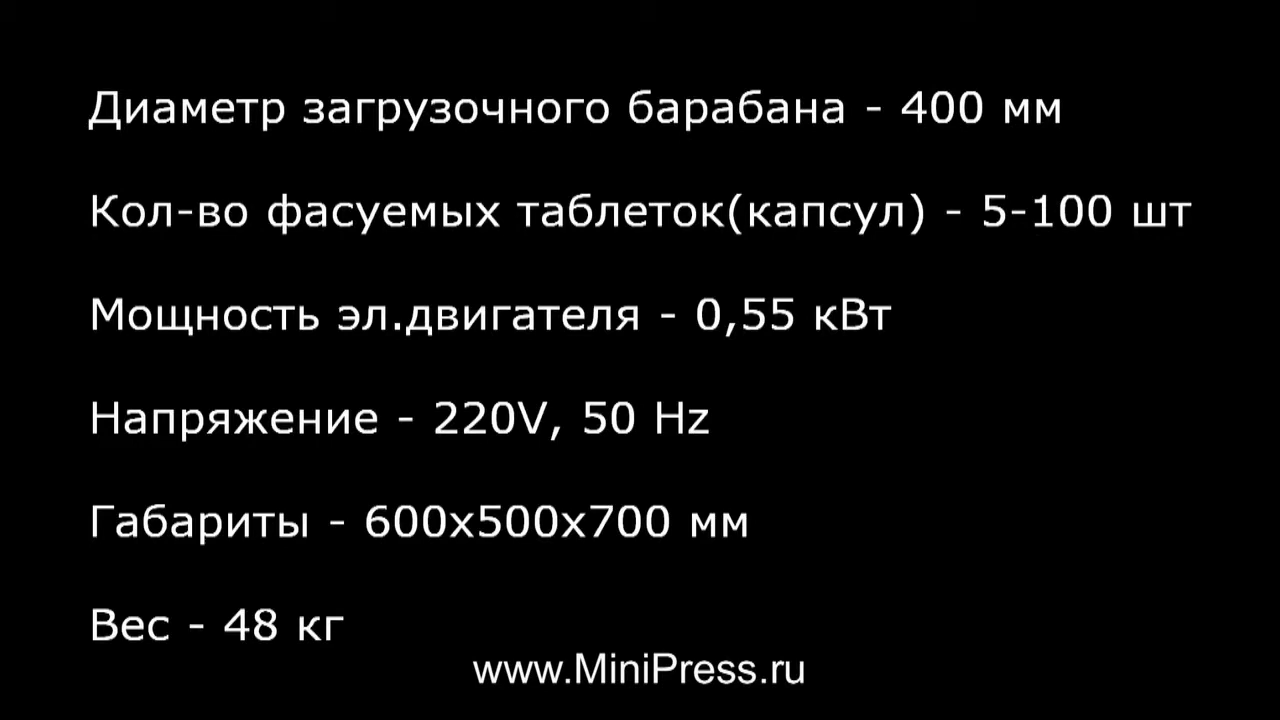 Диаметр загрузочного барабана - 400 мм
Кол-во фасуемых таблеток(капсул) - 5-100 шт
Мощность эл.двигателя - 0,55 кВт
Напряжение - 220V, 50 Hz
Габариты - 600x500x700 мм
Вес - 48 кг
www.MiniPress.ru